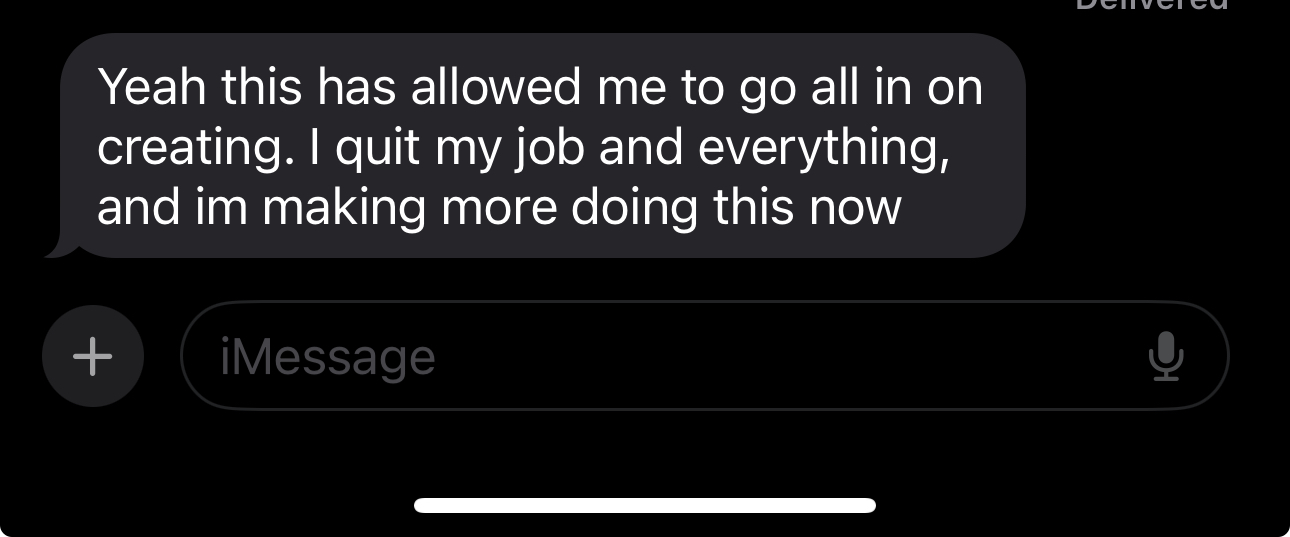 Delivered
Yeah this has allowed me to go all in on
creating. I quit my job and everything,
and im making more doing this now
iMessage